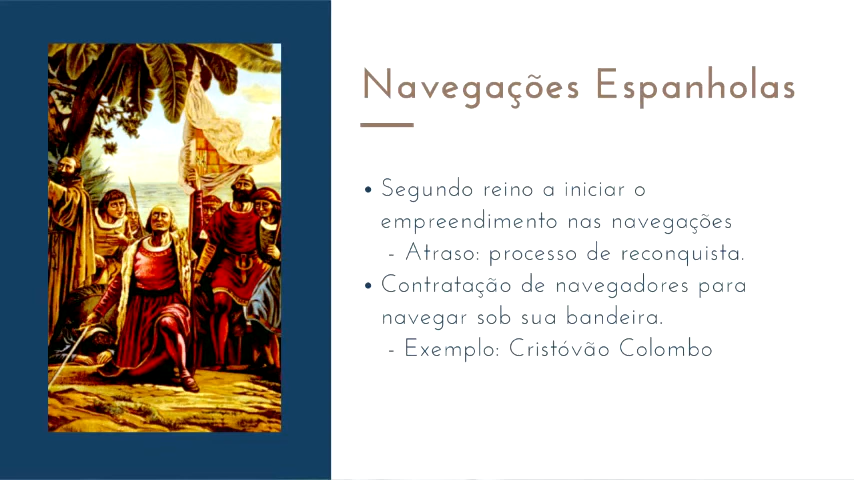 Navegações Espanholas
• Segundo reino a iniciar o
empreendimento nas navegações
- Atraso: processo de reconquista.
• Contratação de navegadores para
navegar sob sua bandeira.
- Exemplo: Cristóvão Colombo